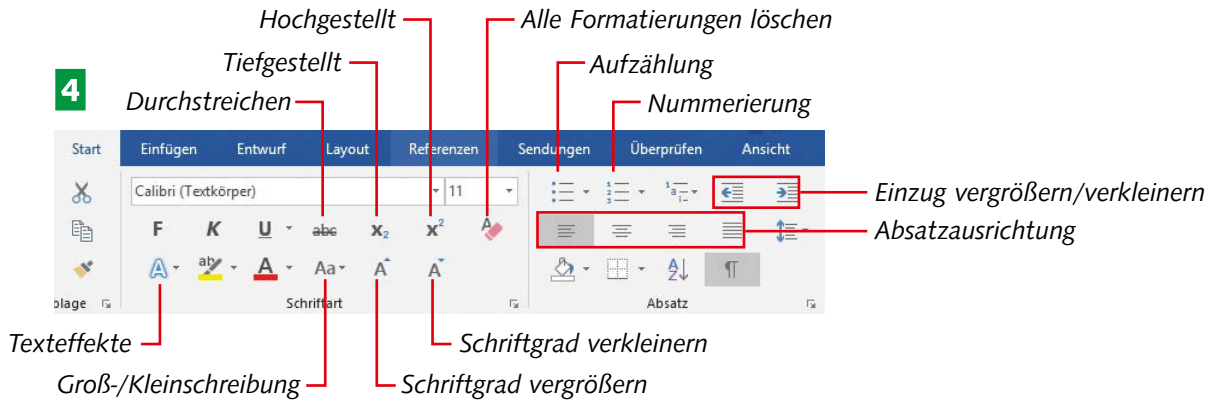 Hochgestellt
Alle Formatierungen löschen
Tiefgestellt
Aufzählung
4
Durchstreichen
Nummerierung
Start Einfügen Entwurf Layout Referenzen Sendungen Überprüfen Ansicht
Calibri (Textkörper) 11
Einzug vergrößern/verkleinern
F K U abc x₂ x²
Absatzausrichtung
A ab A Aa A A
plage Schriftart Absatz
Texteffekte
Schriftgrad verkleinern
Groß-/Kleinschreibung
Schriftgrad vergrößern